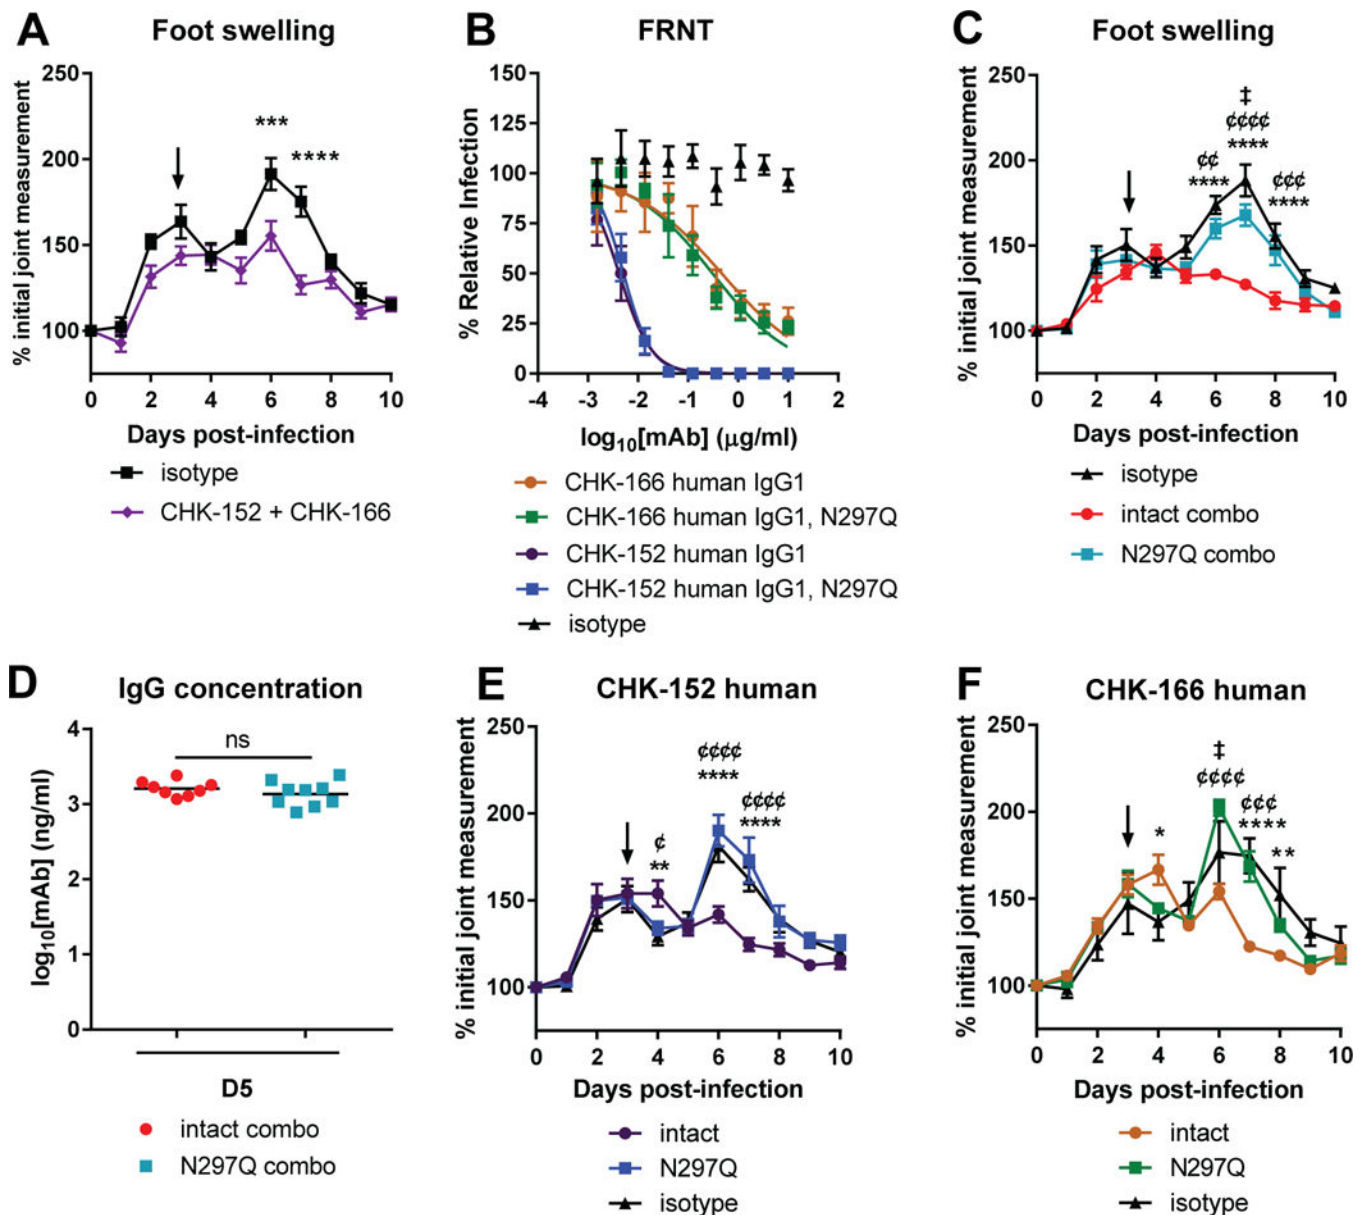 A
Foot swelling
% initial joint measurement
250
200
150
100
***
****
0 2 4 6 8 10
Days post-infection
isotype
CHK-152 + CHK-166
B
FRNT
% Relative Infection
150
125
100
75
50
25
0
-4 -3 -2 -1 0 1 2
log10[mAb] (μg/ml)
CHK-166 human IgG1
CHK-166 human IgG1, N297Q
CHK-152 human IgG1
CHK-152 human IgG1, N297Q
isotype
C
Foot swelling
% initial joint measurement
250
200
150
100
¢¢
****
‡
¢¢¢¢
****
¢¢¢
****
0 2 4 6 8 10
Days post-infection
isotype
intact combo
N297Q combo
D
IgG concentration
log10[mAb] (ng/ml)
4
3
2
1
0
ns
D5
intact combo
N297Q combo
E
CHK-152 human
% initial joint measurement
250
200
150
100
¢
**
¢¢¢¢
****
¢¢¢¢
****
0 2 4 6 8 10
Days post-infection
intact
N297Q
isotype
F
CHK-166 human
% initial joint measurement
250
200
150
100
*
‡
¢¢¢¢
¢¢¢
****
**
0 2 4 6 8 10
Days post-infection
intact
N297Q
isotype